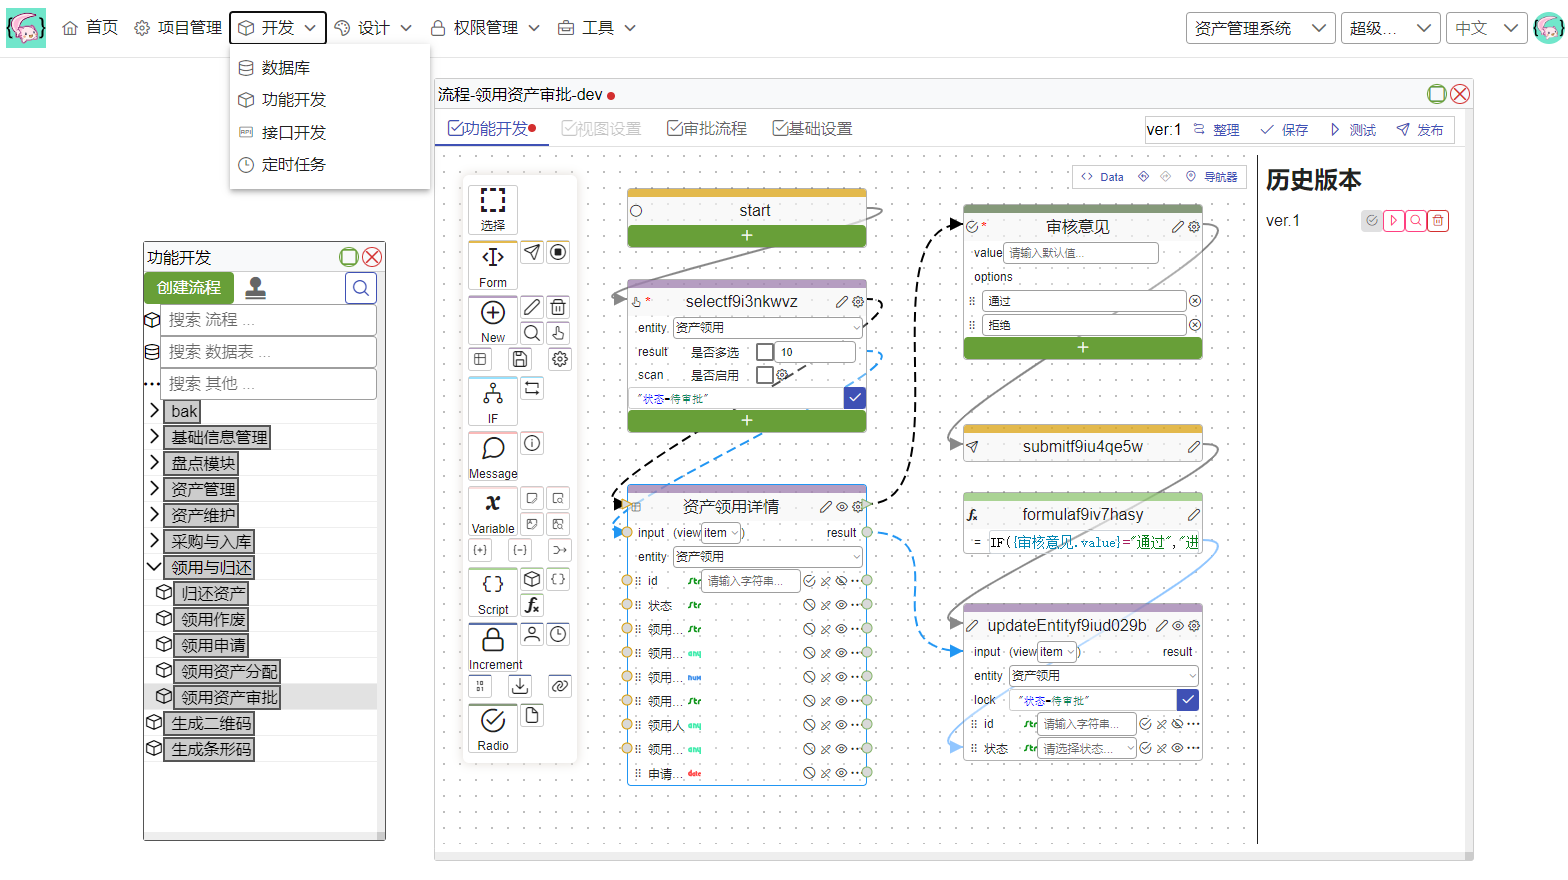 首页 项目管理 开发 设计 权限管理 工具 资产管理系统 超级... 中文
数据库
功能开发
接口开发
定时任务
功能开发
创建流程
搜索 流程 ...
搜索 数据表 ...
搜索 其他 ...
bak
基础信息管理
盘点模块
资产管理
资产维护
采购与入库
领用与归还
归还资产
领用作废
领用申请
领用资产分配
领用资产审批
生成二维码
生成条形码
流程-领用资产审批-dev
功能开发 视图设置 审批流程 基础设置
ver:1 整理 保存 测试 发布
选择
Form
New
IF
Message
Variable
Script
Increment
Radio
Data 导航器
start
+
* selectf9i3nkwvz
entity 资产领用
result 是否多选 10
scan 是否启用
"状态=待审批"
+
资产领用详情
input (view item ) result
entity 资产领用
id str 请输入字符串...
状态 str
领用... str
领用... any
领用... num
领用... str
领用人 any
领用... any
申请... date
* 审核意见
value 请输入默认值...
options
通过
拒绝
+
submitf9iu4qe5w
formulaf9iv7hasy
= IF({审核意见.value}="通过","进
updateEntityf9iud029b
input (view item ) result
entity 资产领用
lock "状态=待审批"
id str 请输入字符串...
状态 str 请选择状态...
历史版本
ver.1